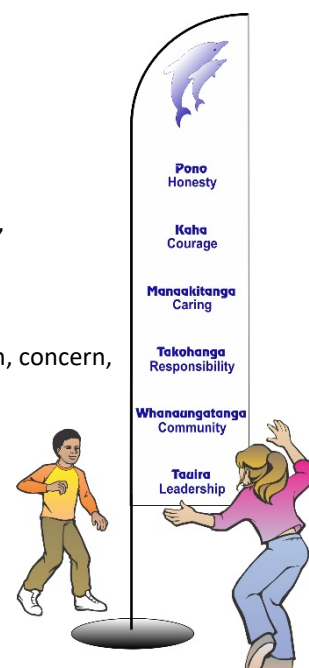 Pono
Honesty
Kaha
Courage
Manaakitanga
Caring
,
concern,
Takohanga
Responsibility
Whanaungatanga
Community
Tauira
Leadership